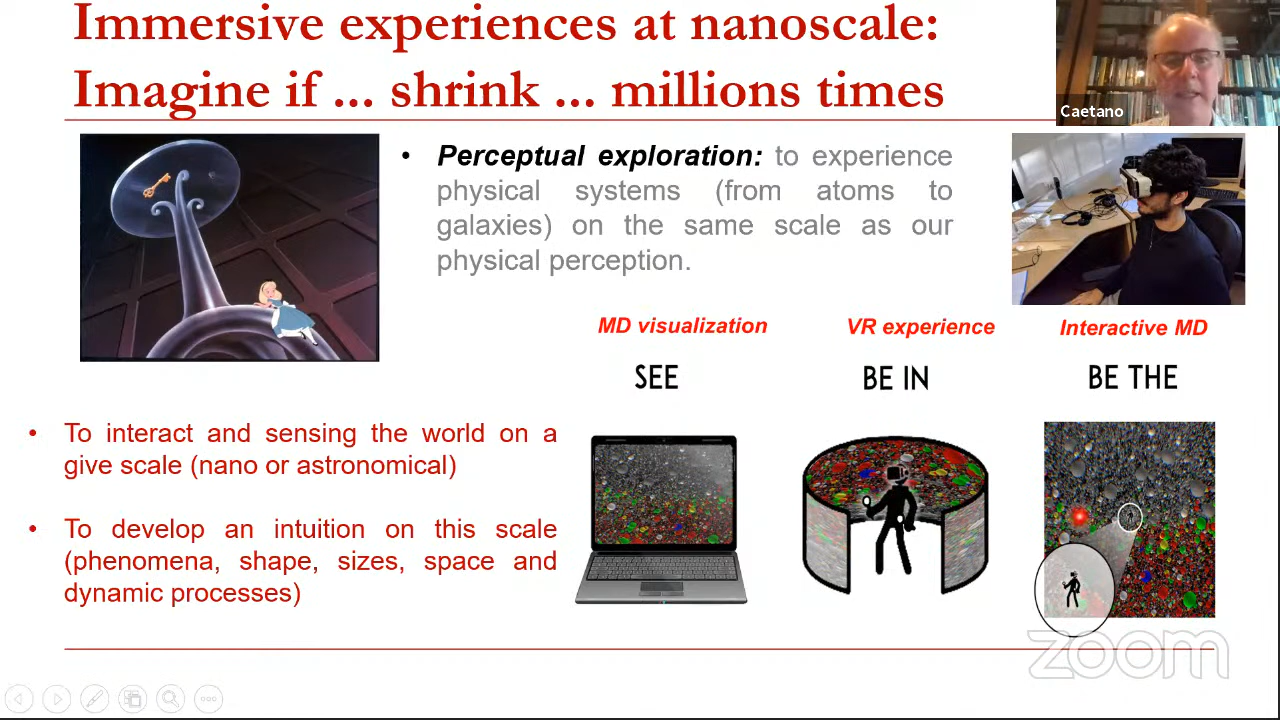 Immersive experiences at nanoscale:
Imagine if ... shrink ... millions times
Caetano
• Perceptual exploration: to experience
physical systems (from atoms to
galaxies) on the same scale as our
physical perception.
MD visualization
VR experience
Interactive MD
SEE
BE IN
BE THE
• To interact and sensing the world on a
give scale (nano or astronomical)
• To develop an intuition on this scale
(phenomena, shape, sizes, space and
dynamic processes)
zoom